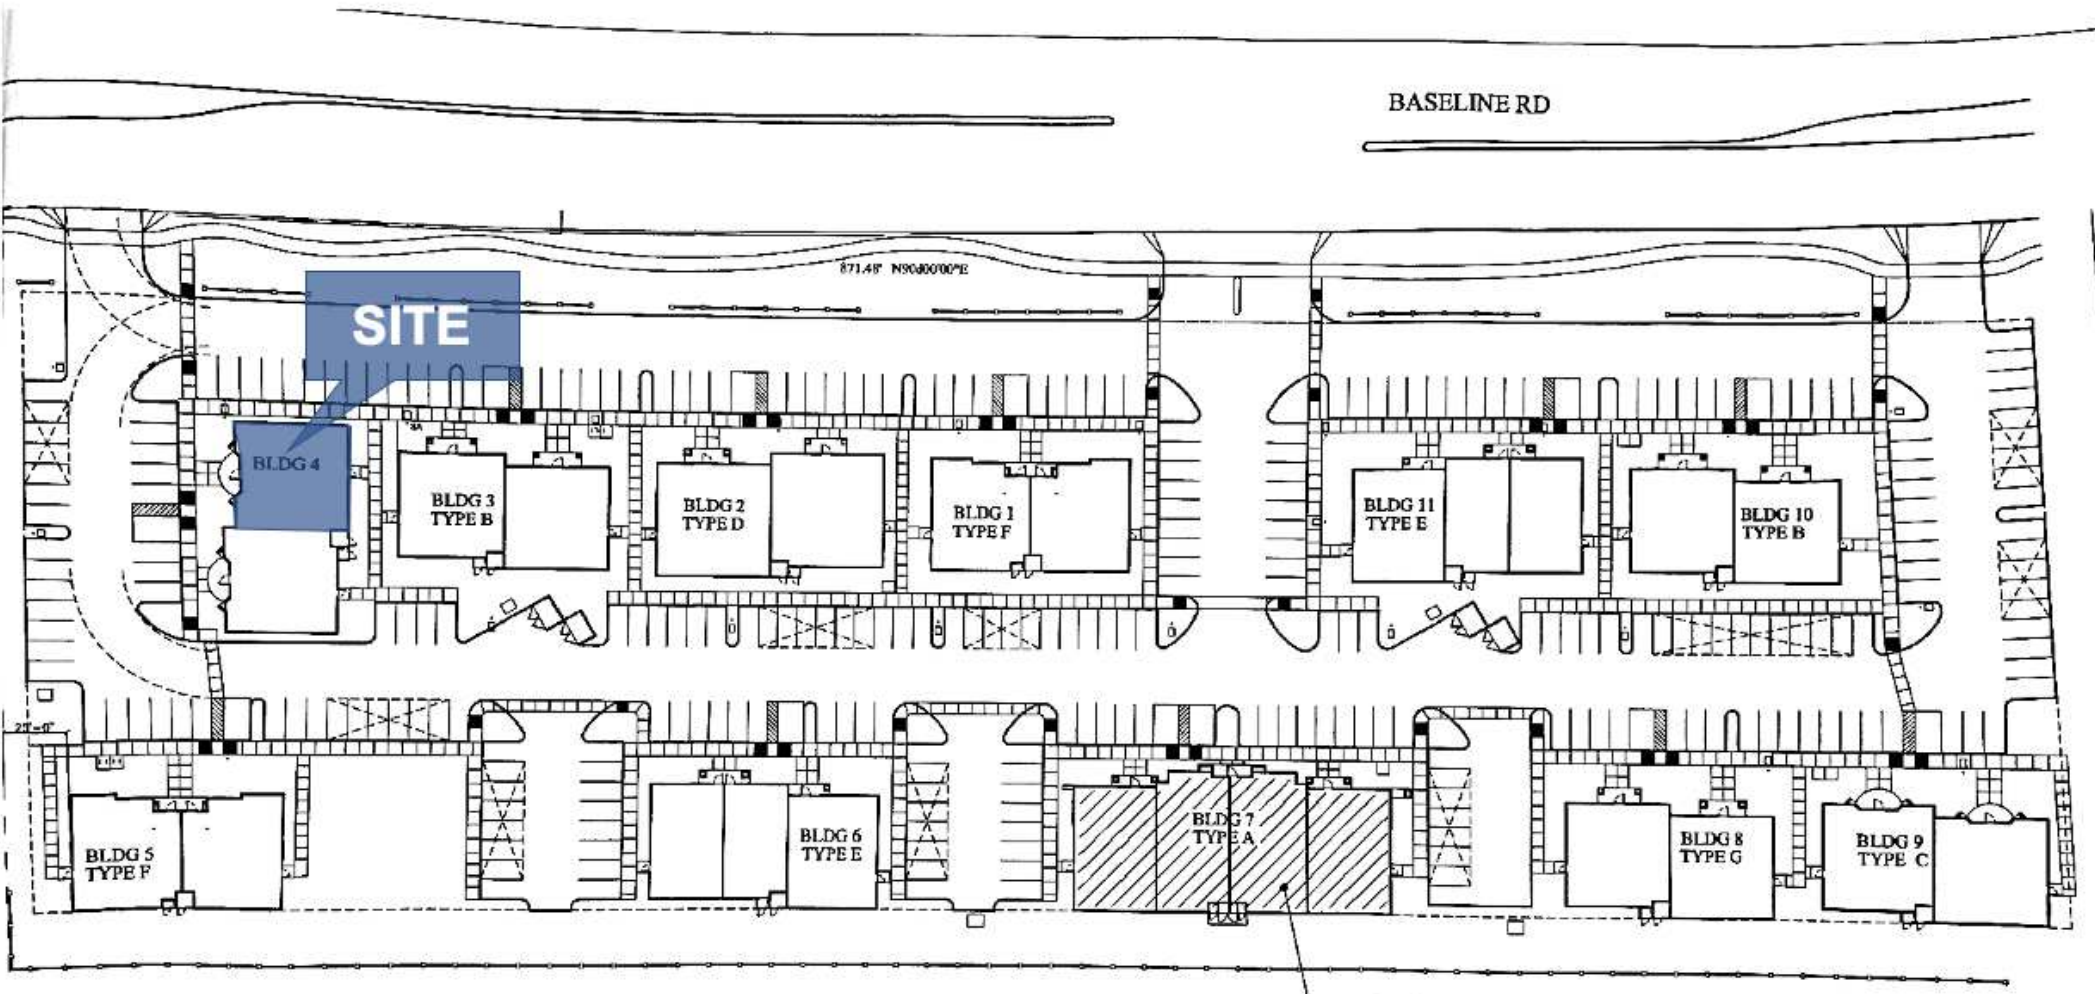 BASELINE RD
871.48' N90d00'00"E
SITE
BLDG 4
BLDG 3
TYPE B
BLDG 2
TYPE D
BLDG 1
TYPE F
BLDG 11
TYPE E
BLDG 10
TYPE B
25'-0"
BLDG 5
TYPE F
BLDG 6
TYPE E
BLDG 7
TYPE A
BLDG 8
TYPE G
BLDG 9
TYPE C